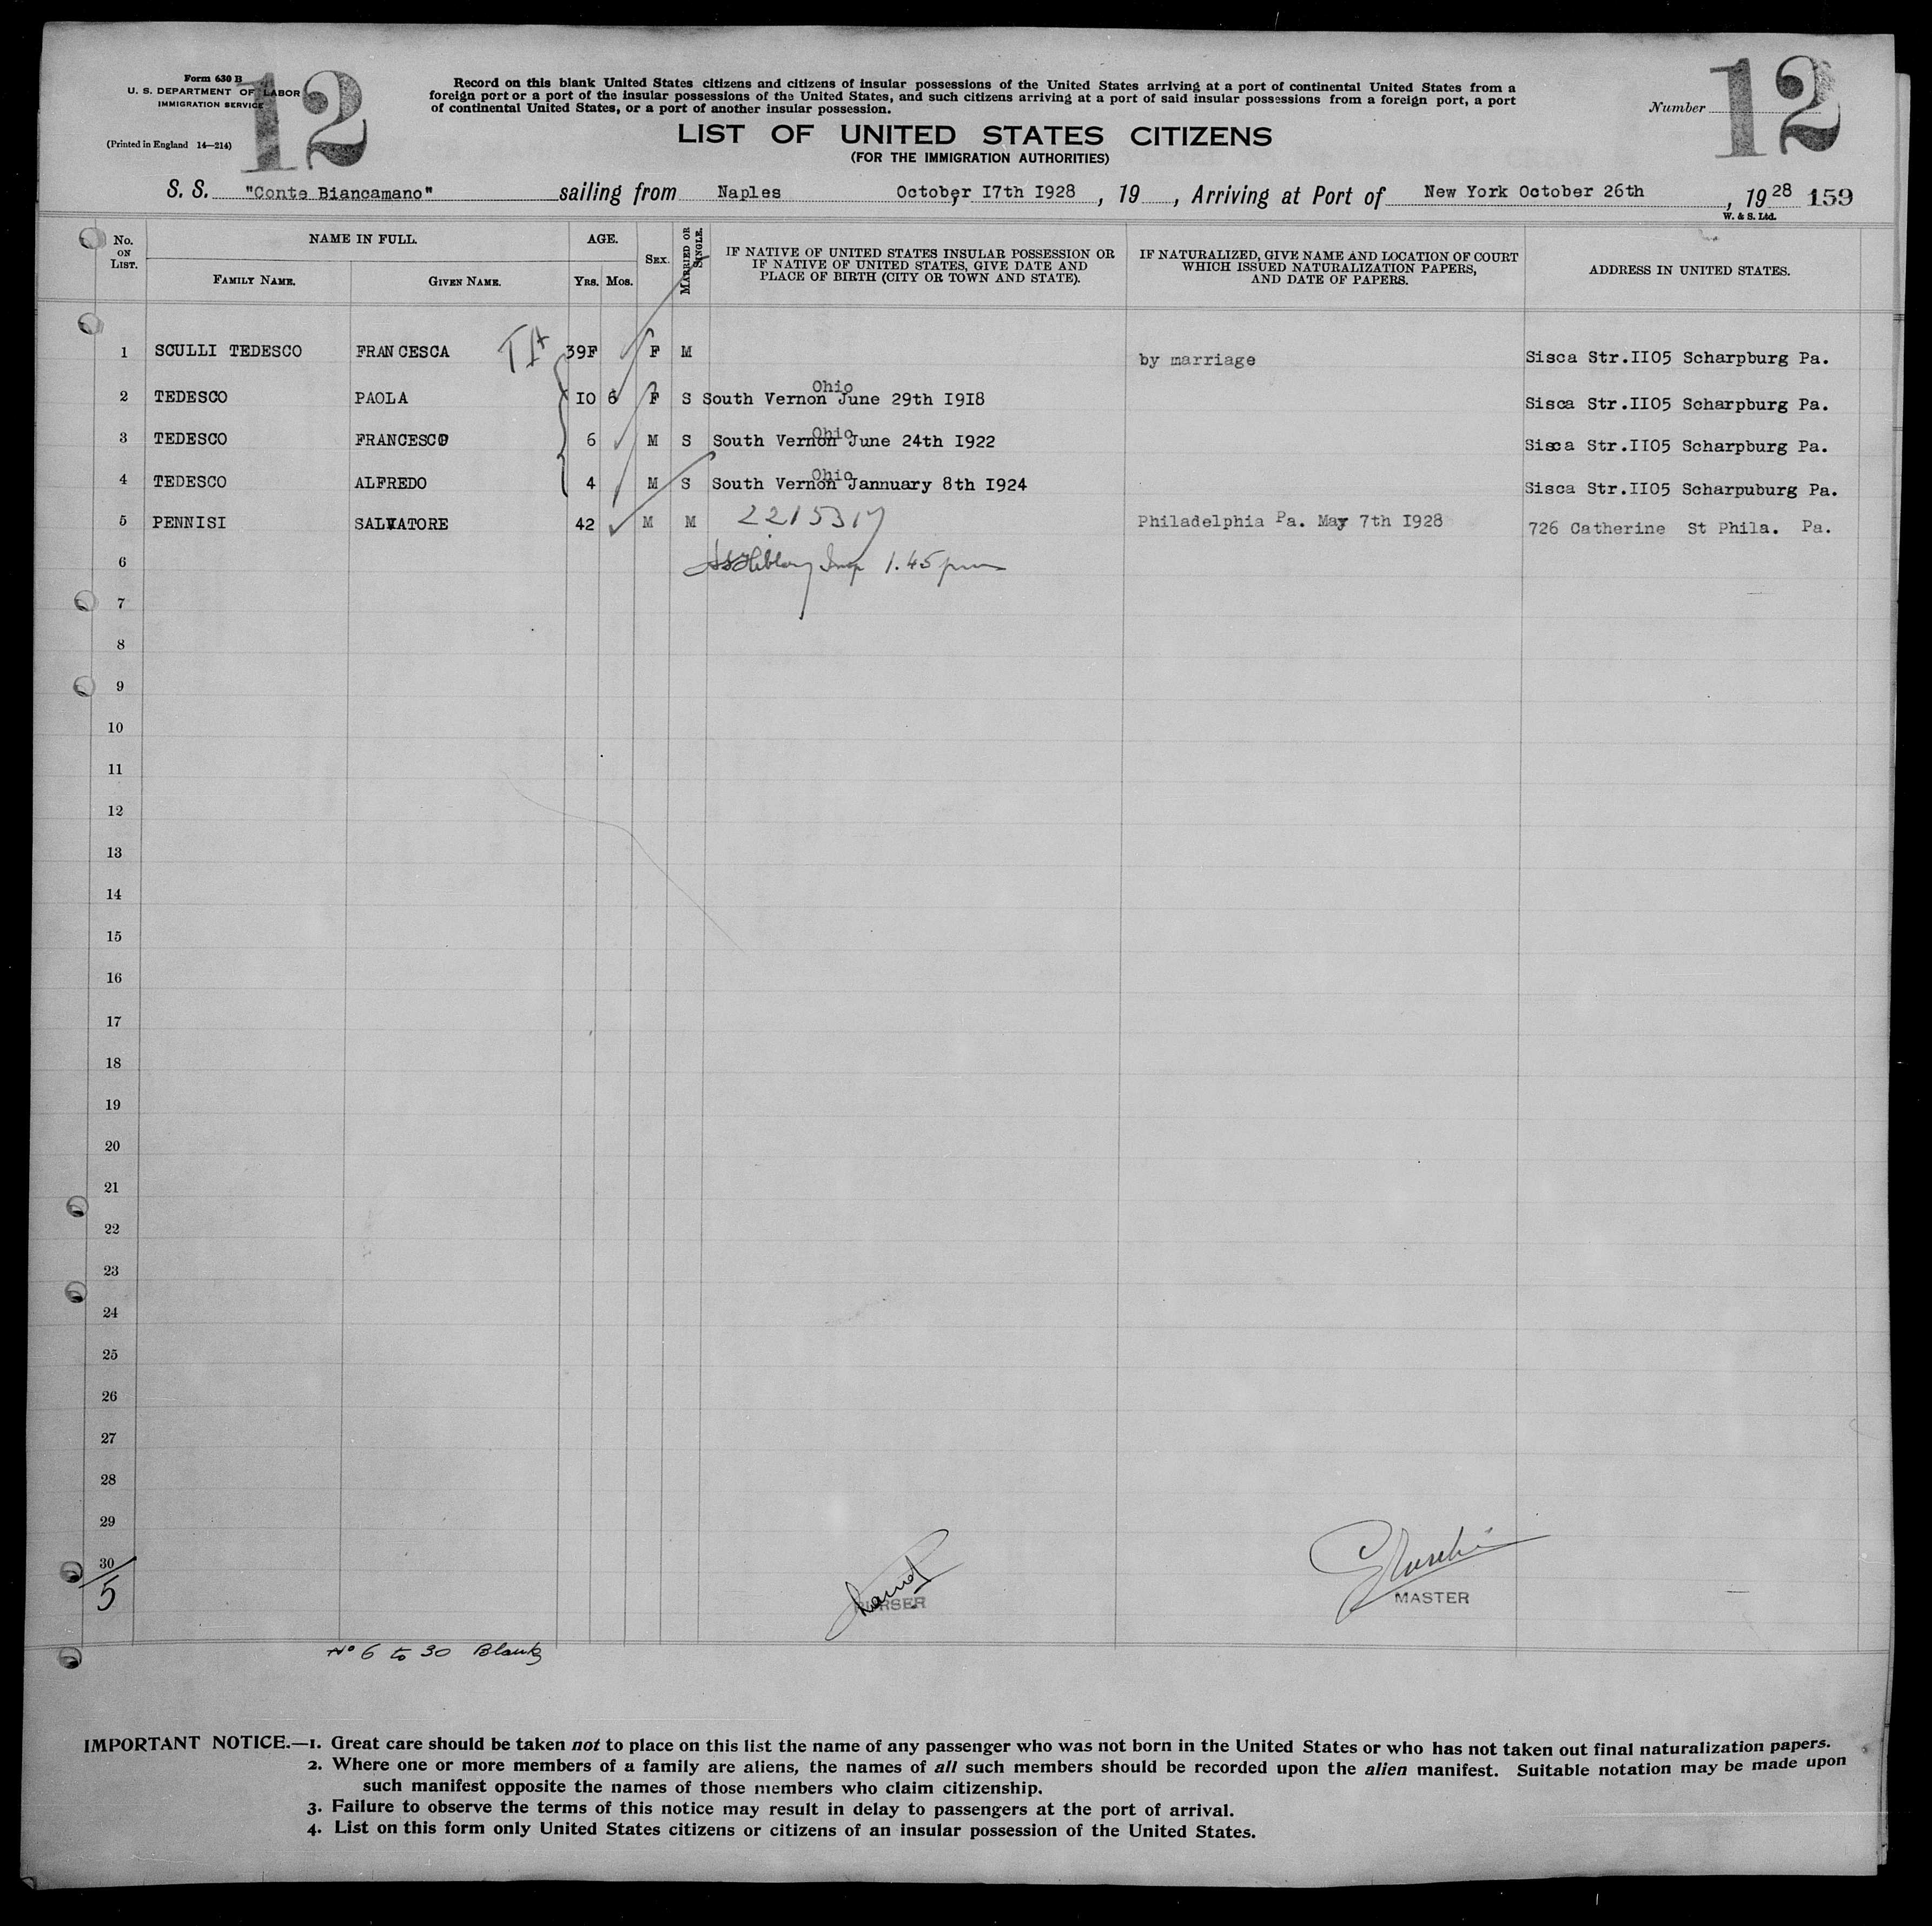 Form 630 B
U. S. DEPARTMENT OF LABOR
IMMIGRATION SERVICE
(Printed in England 14—214)
12
Record on this blank United States citizens and citizens of insular possessions of the United States arriving at a port of continental United States from a
foreign port or a port of the insular possessions of the United States, and such citizens arriving at a port of said insular possessions from a foreign port, a port
of continental United States, or a port of another insular possession.
LIST OF UNITED STATES CITIZENS
(FOR THE IMMIGRATION AUTHORITIES)
Number
12
S. S. "Conte Biancamano" sailing from Naples October I7th I928, 19 , Arriving at Port of New York October 26th , 19 28 159
W. & S. Ltd.
No. ON LIST.
NAME IN FULL.
FAMILY NAME.
GIVEN NAME.
AGE.
YRS. MOS.
SEX.
MARRIED OR SINGLE.
IF NATIVE OF UNITED STATES INSULAR POSSESSION OR
IF NATIVE OF UNITED STATES, GIVE DATE AND
PLACE OF BIRTH (CITY OR TOWN AND STATE).
IF NATURALIZED, GIVE NAME AND LOCATION OF COURT
WHICH ISSUED NATURALIZATION PAPERS,
AND DATE OF PAPERS.
ADDRESS IN UNITED STATES.
1 SCULLI TEDESCO FRANCESCA 39F F M by marriage Sisca Str.II05 Scharpburg Pa.
2 TEDESCO PAOLA IO 6 F S South Vernon Ohio June 29th I9I8 Sisca Str.II05 Scharpburg Pa.
3 TEDESCO FRANCESCO 6 M S South Vernon Ohio June 24th I922 Sisca Str.II05 Scharpburg Pa.
4 TEDESCO ALFREDO 4 M S South Vernon Ohio Jannuary 8th I924 Sisca Str.II05 Scharpuburg Pa.
5 PENNISI SALVATORE 42 M M 2215317 Philadelphia Pa. May 7th I928 726 Catherine St Phila. Pa.
6 Insp 1.45 pm
7
8
9
10
11
12
13
14
15
16
17
18
19
20
21
22
23
24
25
26
27
28
29
30
5
PURSER
MASTER
No 6 to 30 Blank
IMPORTANT NOTICE.—1. Great care should be taken not to place on this list the name of any passenger who was not born in the United States or who has not taken out final naturalization papers.
2. Where one or more members of a family are aliens, the names of all such members should be recorded upon the alien manifest. Suitable notation may be made upon
such manifest opposite the names of those members who claim citizenship.
3. Failure to observe the terms of this notice may result in delay to passengers at the port of arrival.
4. List on this form only United States citizens or citizens of an insular possession of the United States.